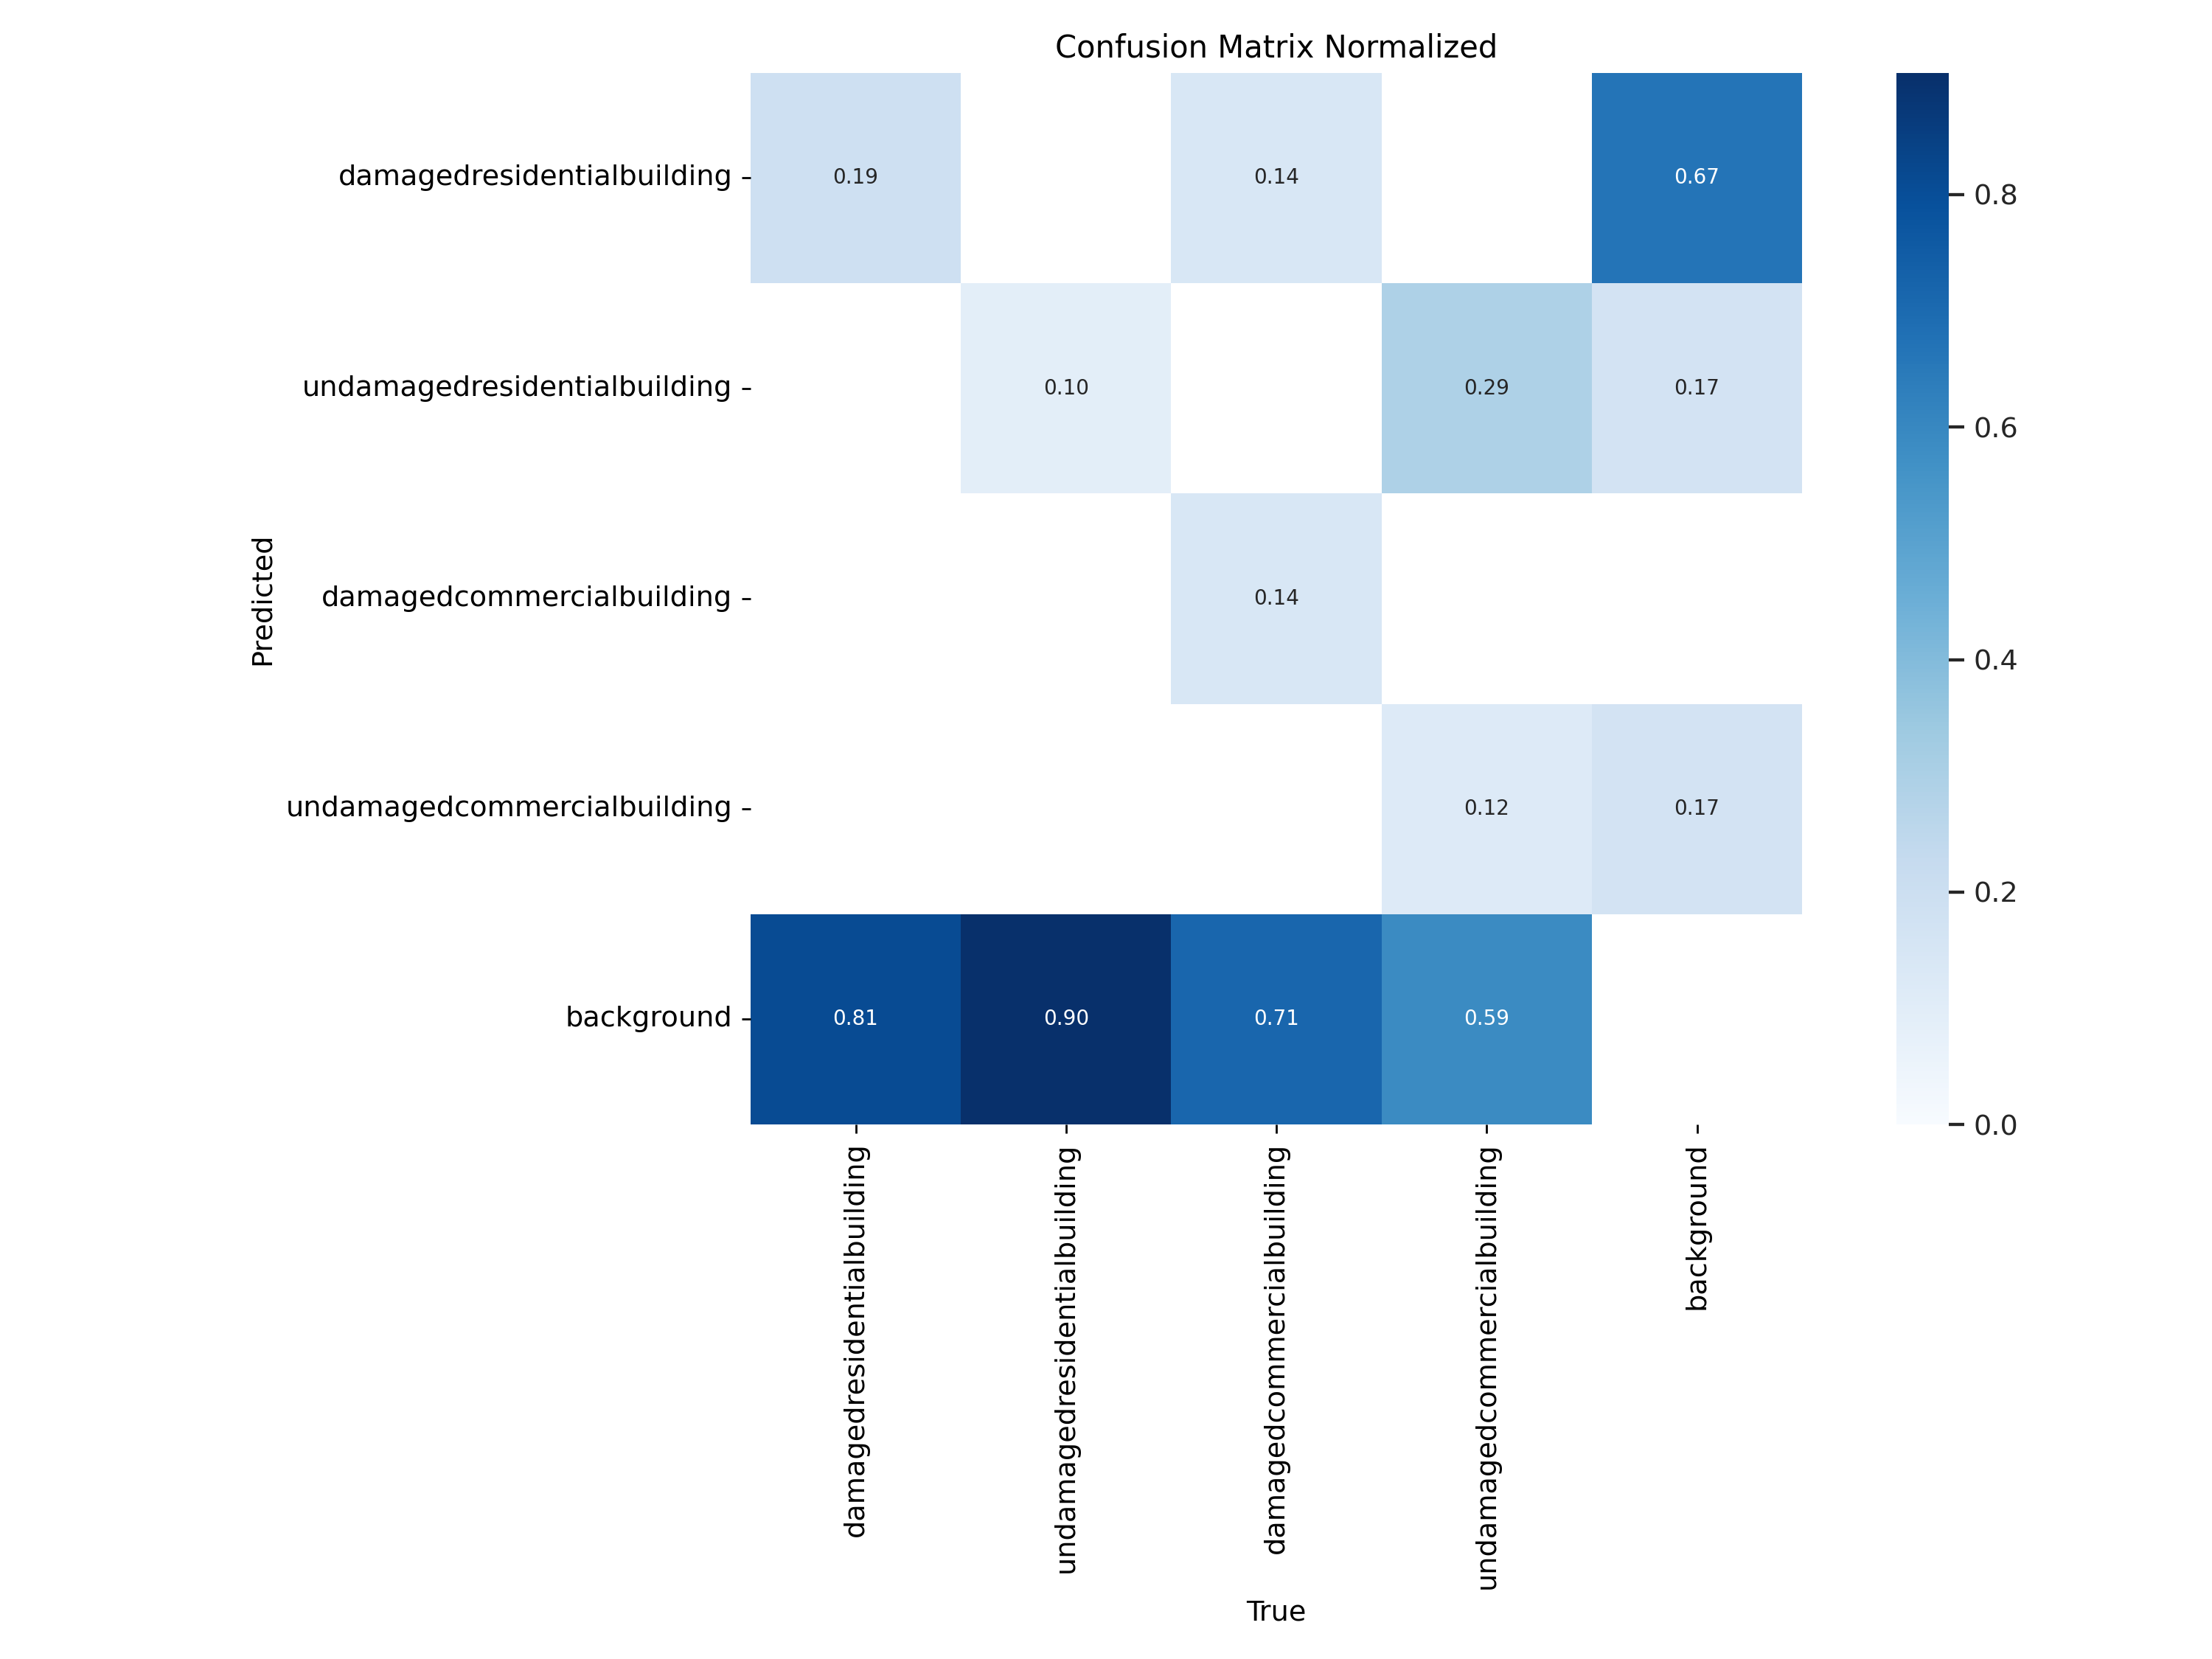 Confusion Matrix Normalized
damagedresidentialbuilding
0.19
0.14
0.67
undamagedresidentialbuilding
0.10
0.29
0.17
damagedcommercialbuilding
0.14
undamagedcommercialbuilding
0.12
0.17
background
0.81
0.90
0.71
0.59
Predicted
damagedresidentialbuilding
undamagedresidentialbuilding
damagedcommercialbuilding
undamagedcommercialbuilding
background
True
0.8
0.6
0.4
0.2
0.0